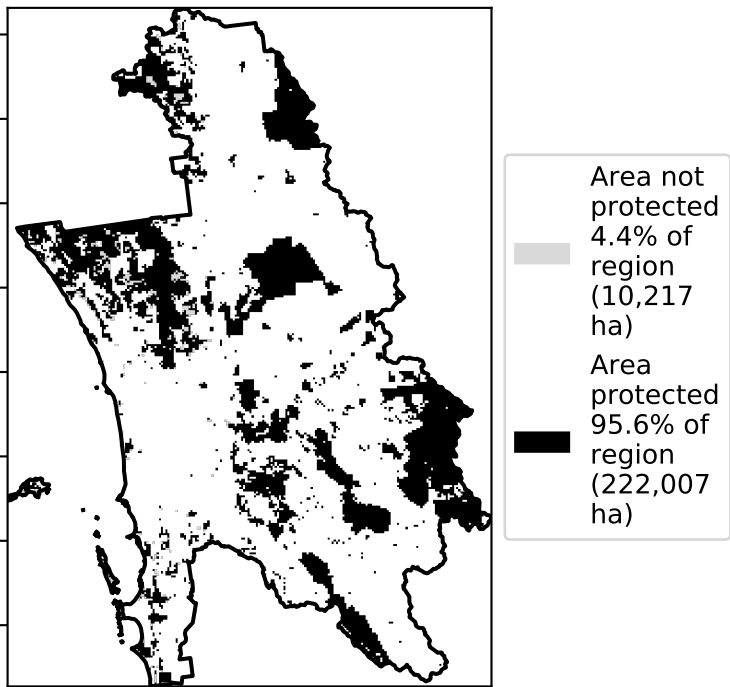 Area not
protected
4.4% of
region
(10,217
ha)
Area
protected
95.6% of
region
(222,007
ha)